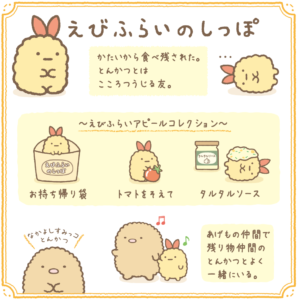 えびふらいのしっぽ
かたいから食べ残された。
とんかつとは
こころつうじる友。
...
～えびふらいアピールコレクション～
お持ち帰り袋
トマトをそえて
タルタルソース
なかよしすみっコ
とんかつ
あげもの仲間で
残り物仲間の
とんかつとよく
一緒にいる。